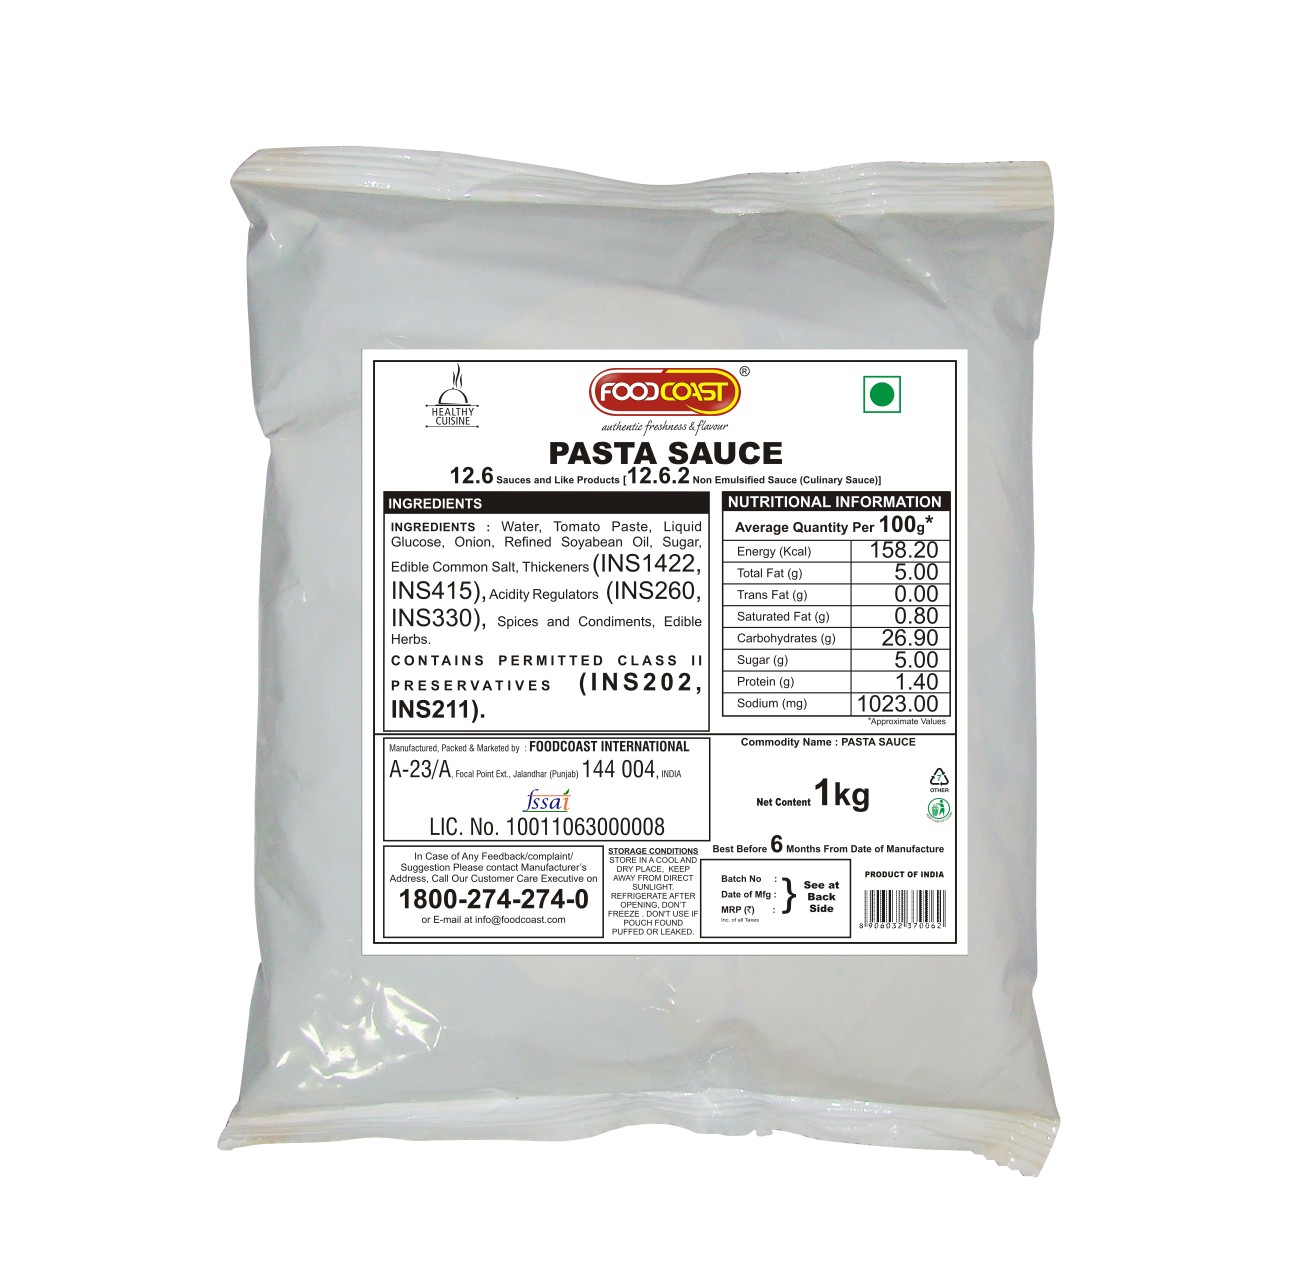 HEALTHY
CUISINE
FOODCOAST®
authentic freshness & flavour
PASTA SAUCE
12.6 Sauces and Like Products [12.6.2 Non Emulsified Sauce (Culinary Sauce)]
INGREDIENTS
INGREDIENTS : Water, Tomato Paste, Liquid
Glucose, Onion, Refined Soyabean Oil, Sugar,
Edible Common Salt, Thickeners (INS1422,
INS415), Acidity Regulators (INS260,
INS330), Spices and Condiments, Edible
Herbs.
CONTAINS PERMITTED CLASS II
PRESERVATIVES (INS202,
INS211).
NUTRITIONAL INFORMATION
Average Quantity Per 100g*
Energy (Kcal) 158.20
Total Fat (g) 5.00
Trans Fat (g) 0.00
Saturated Fat (g) 0.80
Carbohydrates (g) 26.90
Sugar (g) 5.00
Protein (g) 1.40
Sodium (mg) 1023.00
*Approximate Values
Manufactured, Packed & Marketed by : FOODCOAST INTERNATIONAL
A-23/A, Focal Point Ext., Jalandhar (Punjab) 144 004, INDIA
fssai
LIC. No. 10011063000008
Commodity Name : PASTA SAUCE
Net Content 1kg
7
OTHER
Best Before 6 Months From Date of Manufacture
In Case of Any Feedback/complaint/
Suggestion Please contact Manufacturer's
Address, Call Our Customer Care Executive on
1800-274-274-0
or E-mail at info@foodcoast.com
STORAGE CONDITIONS
STORE IN A COOL AND
DRY PLACE, KEEP
AWAY FROM DIRECT
SUNLIGHT.
REFRIGERATE AFTER
OPENING, DON'T
FREEZE . DON'T USE IF
POUCH FOUND
PUFFED OR LEAKED.
Batch No :
Date of Mfg :
MRP (₹) :
Inc. of all Taxes
See at
Back
Side
PRODUCT OF INDIA
8 906032 370062